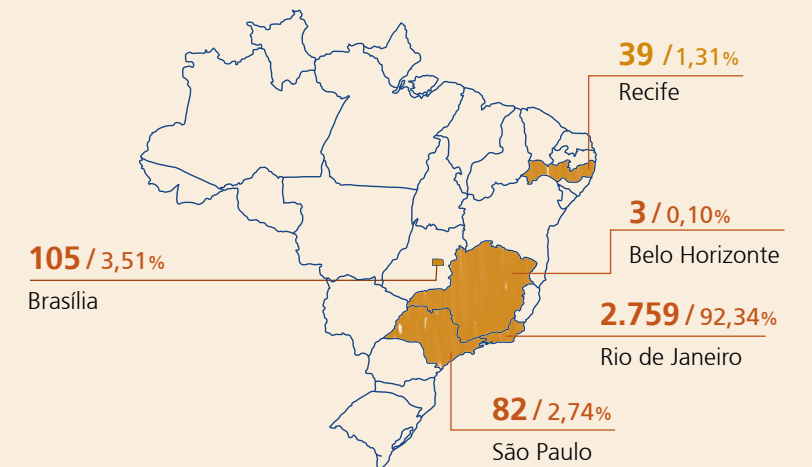 39 / 1,31%
Recife
3 / 0,10%
Belo Horizonte
105 / 3,51%
Brasília
2.759 / 92,34%
Rio de Janeiro
82 / 2,74%
São Paulo